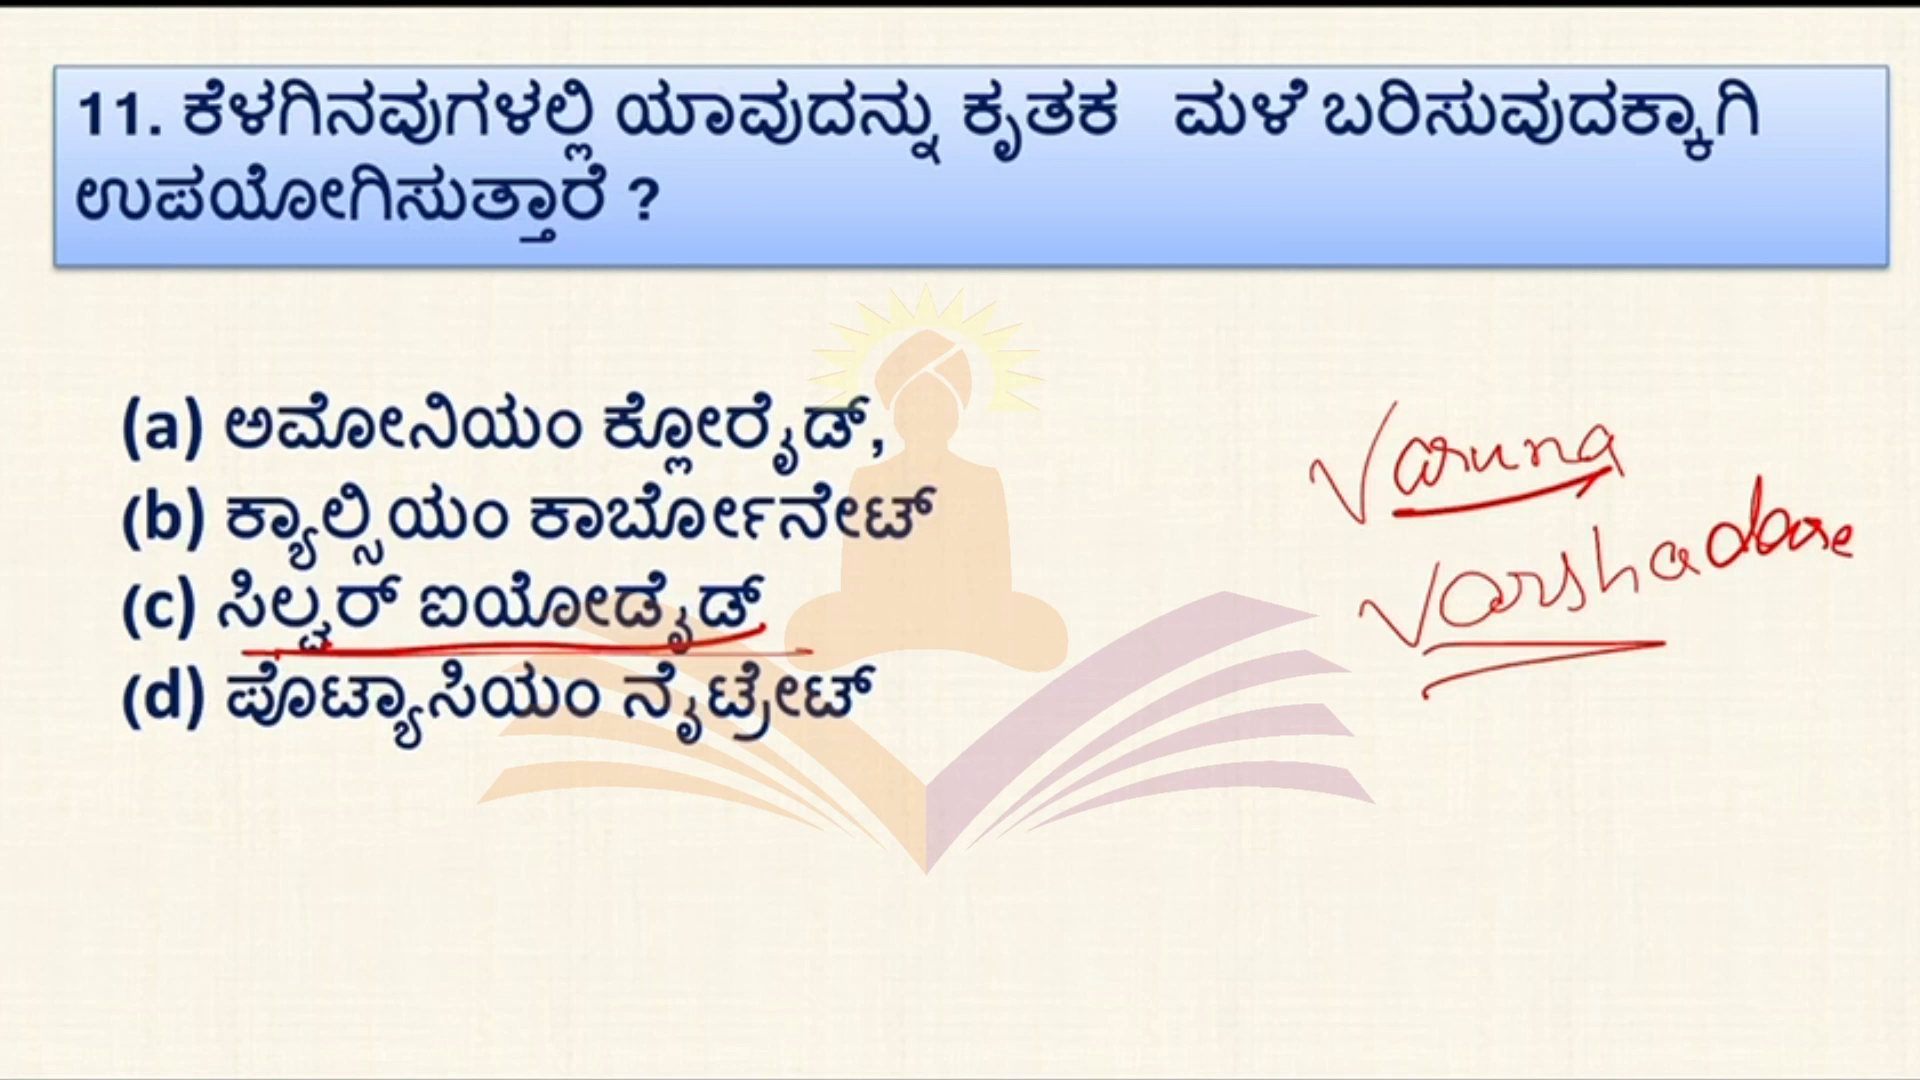 11. ಕೆಳಗಿನವುಗಳಲ್ಲಿ ಯಾವುದನ್ನು ಕೃತಕ ಮಳೆ ಬರಿಸುವುದಕ್ಕಾಗಿ
ಉಪಯೋಗಿಸುತ್ತಾರೆ ?
(a) ಅಮೋನಿಯಂ ಕ್ಲೋರೈಡ್,
(b) ಕ್ಯಾಲ್ಸಿಯಂ ಕಾರ್ಬೋನೇಟ್
(c) ಸಿಲ್ವರ್ ಐಯೋಡೈಡ್
(d) ಪೊಟ್ಯಾಸಿಯಂ ನೈಟ್ರೇಟ್
Varuna
Varshadare